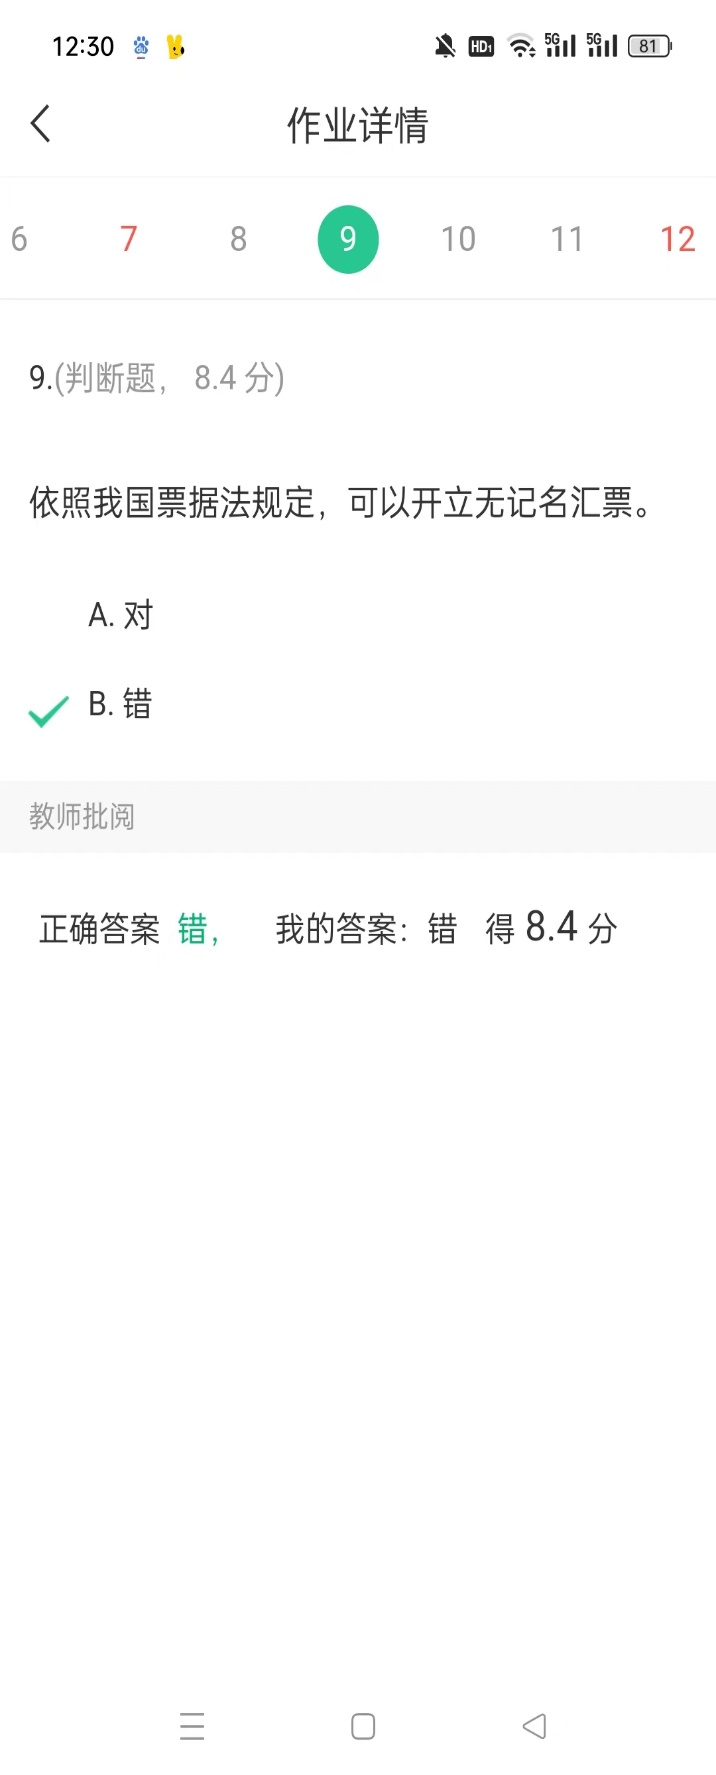 12:30 HD1 5G 5G 81
作业详情
6 7 8 9 10 11 12
9.(判断题， 8.4 分)
依照我国票据法规定，可以开立无记名汇票。
A. 对
B. 错
教师批阅
正确答案 错， 我的答案：错 得 8.4 分